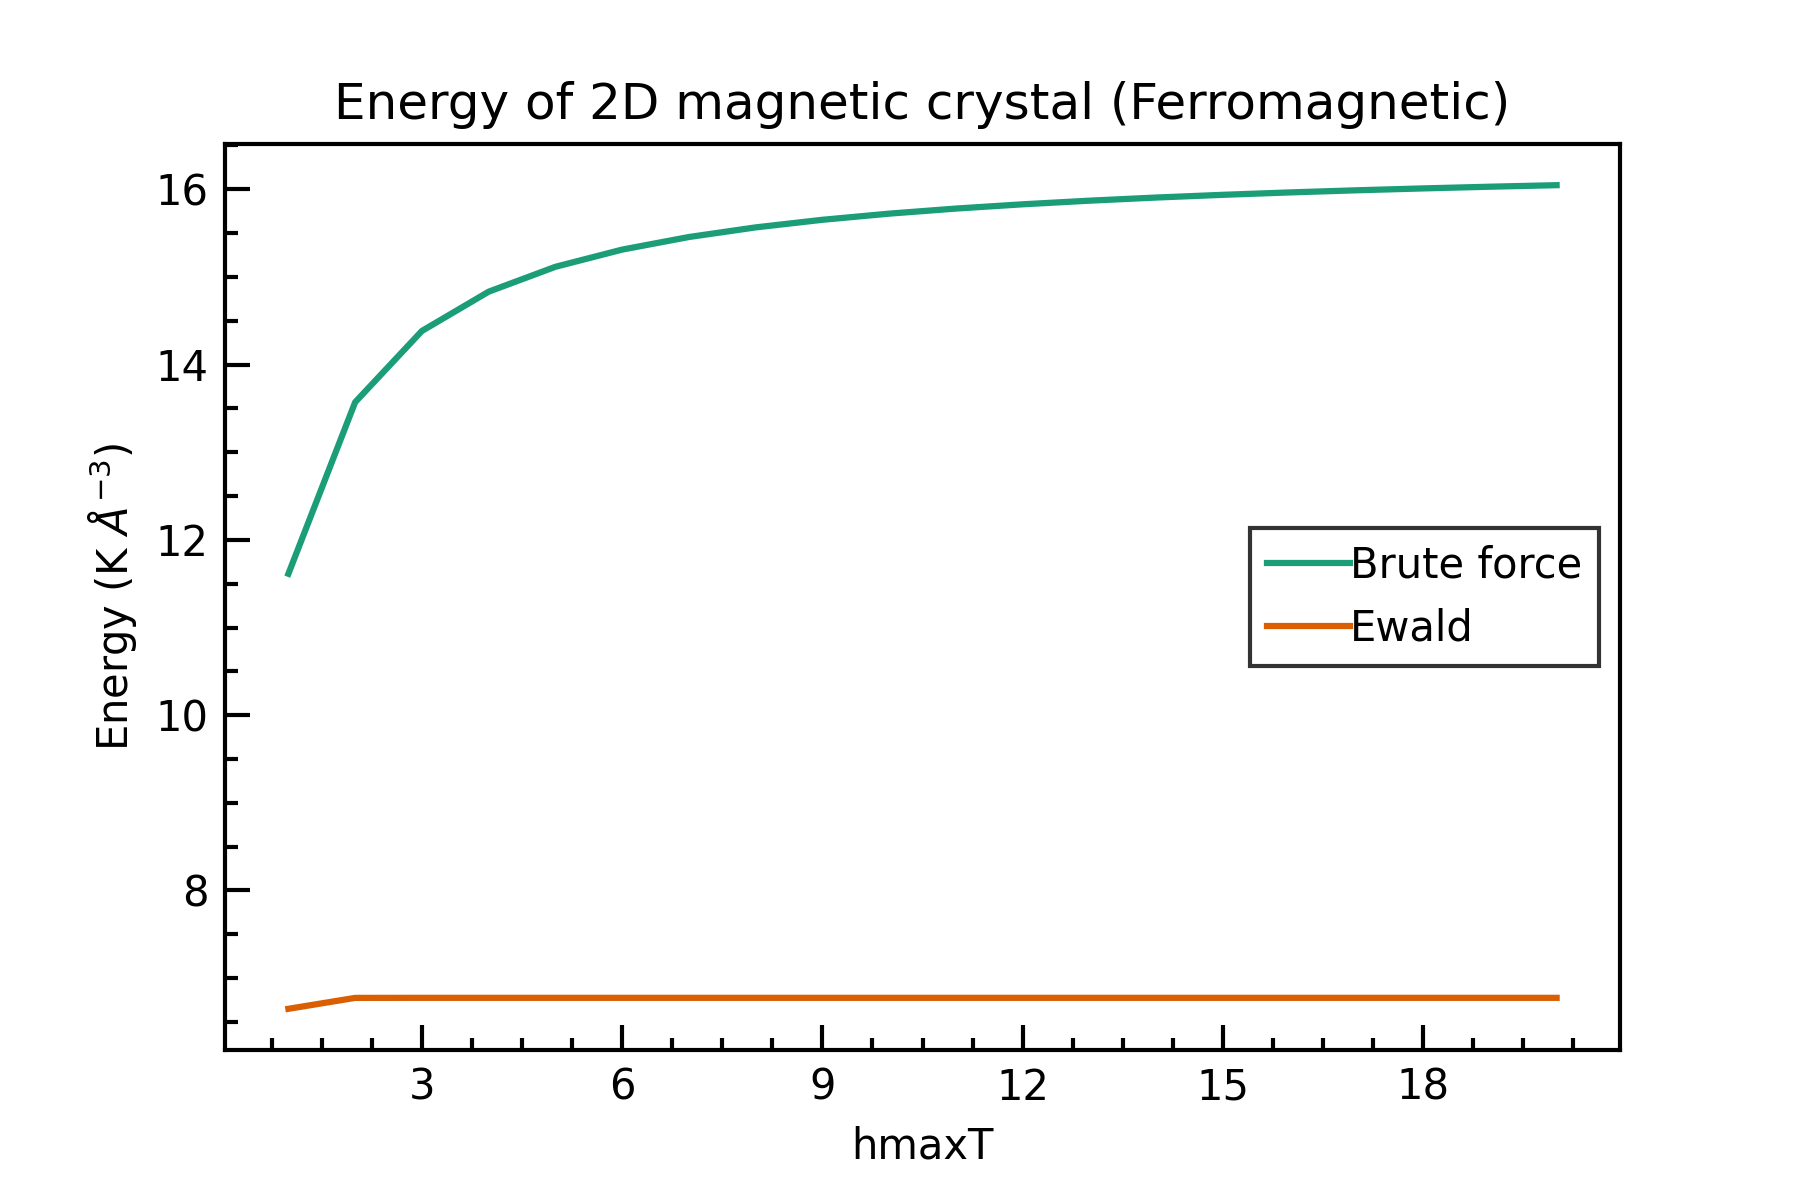 Energy of 2D magnetic crystal (Ferromagnetic)
Energy (K Å⁻³)
16
14
12
10
8
Brute force
Ewald
3 6 9 12 15 18
hmaxT